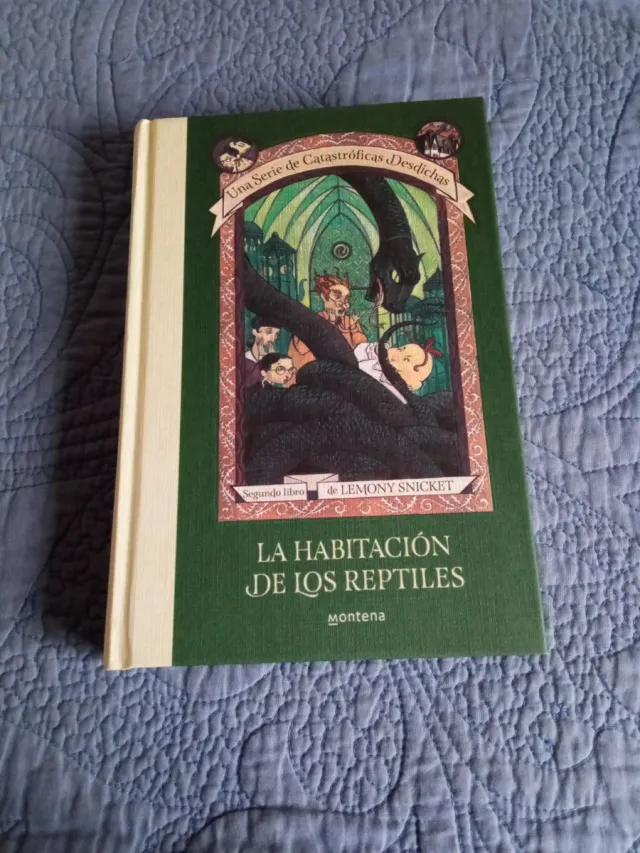 Una Serie de Catastróficas Desdichas
Segundo libro de LEMONY SNICKET
LA HABITACIÓN
DE LOS REPTILES
Montena